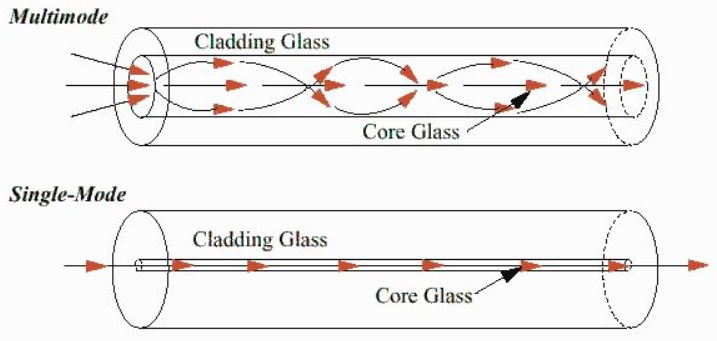 Multimode
Cladding Glass
Core Glass
Single-Mode
Cladding Glass
Core Glass